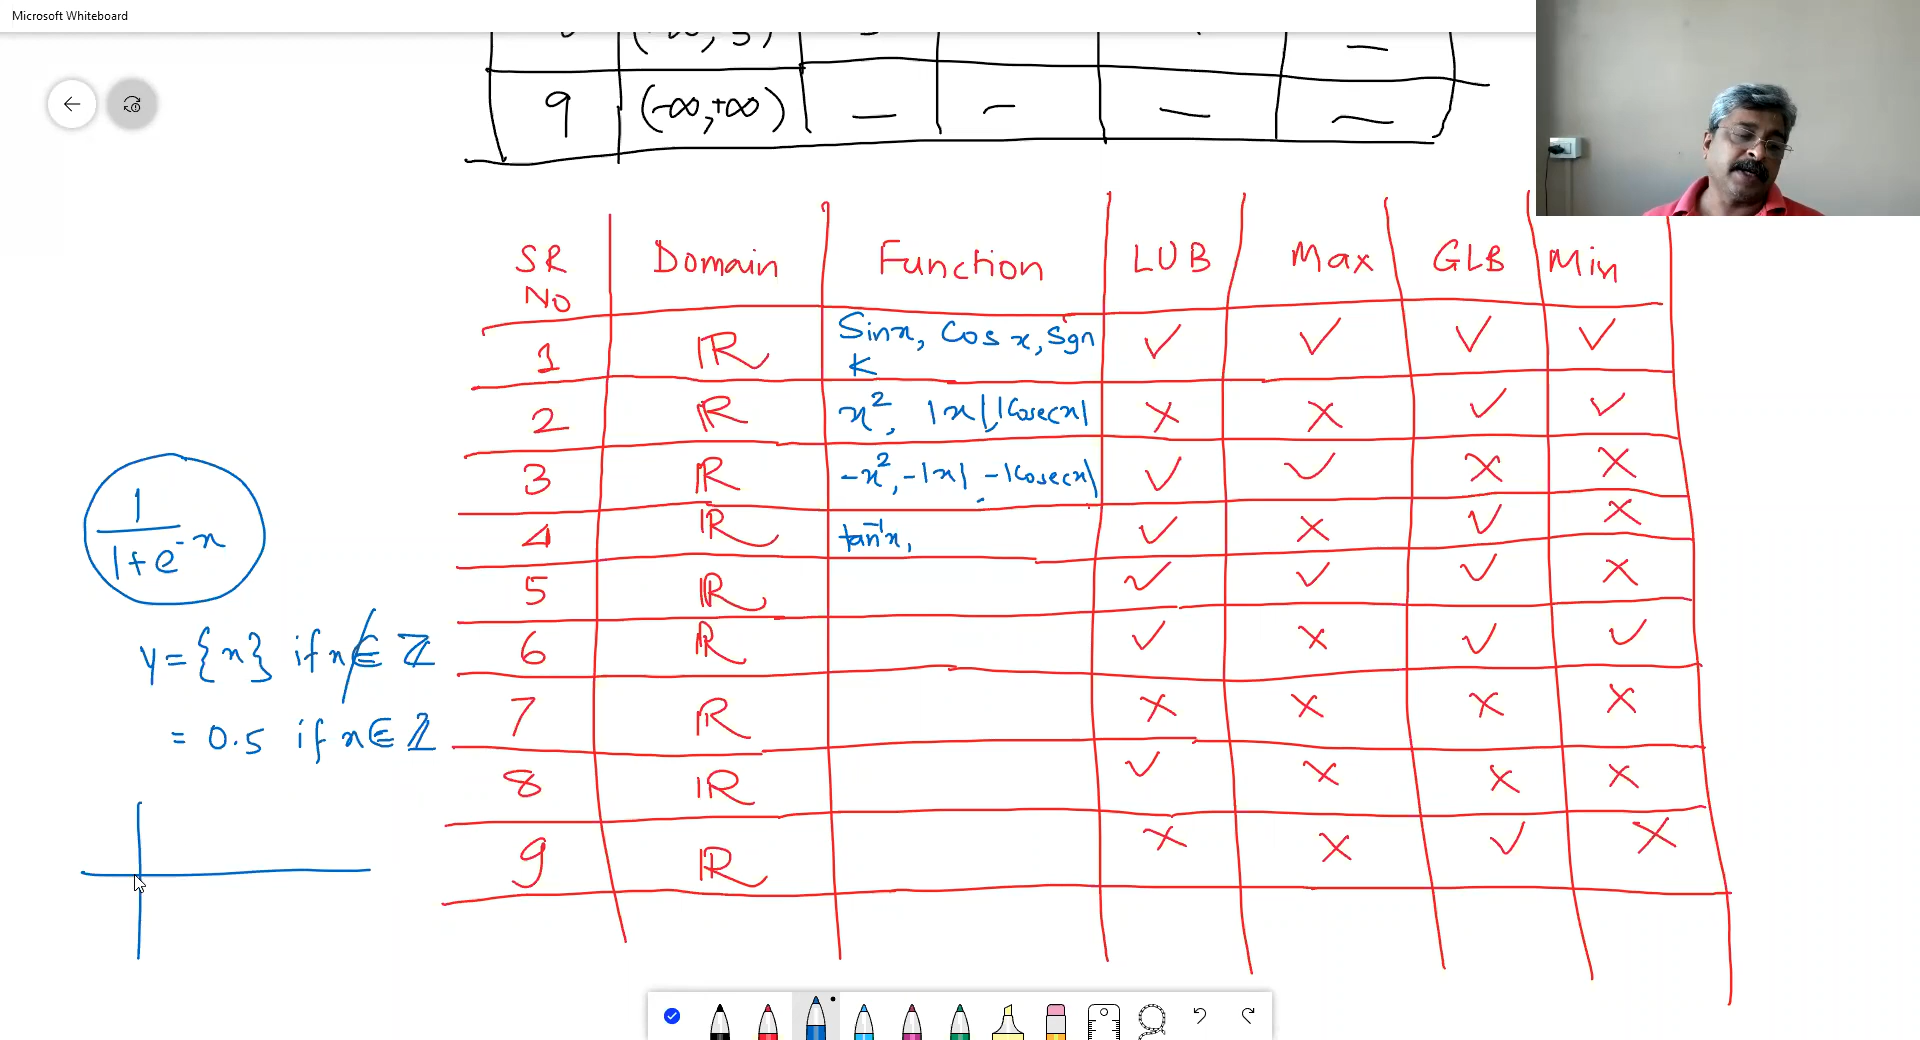 Microsoft Whiteboard
9 (-∞,+∞) — — — —
SR NO Domain Function LUB Max GLB Min
1 ℝ Sinx, Cosx, Sgn ✓ ✓ ✓ ✓
K
2 ℝ x², |x|, |Cosecx| × × ✓ ✓
3 ℝ -x², -|x|, -|Cosecx| ✓ ✓ × ×
4 ℝ tan⁻¹x, ✓ × ✓ ×
5 ℝ ✓ ✓ ✓ ×
6 ℝ ✓ × ✓ ✓
7 ℝ × × × ×
8 ℝ ✓ × × ×
9 ℝ × × ✓ ×
1
1+e^-x
y = {x} if x ∉ ℤ
= 0.5 if x ∈ ℤ